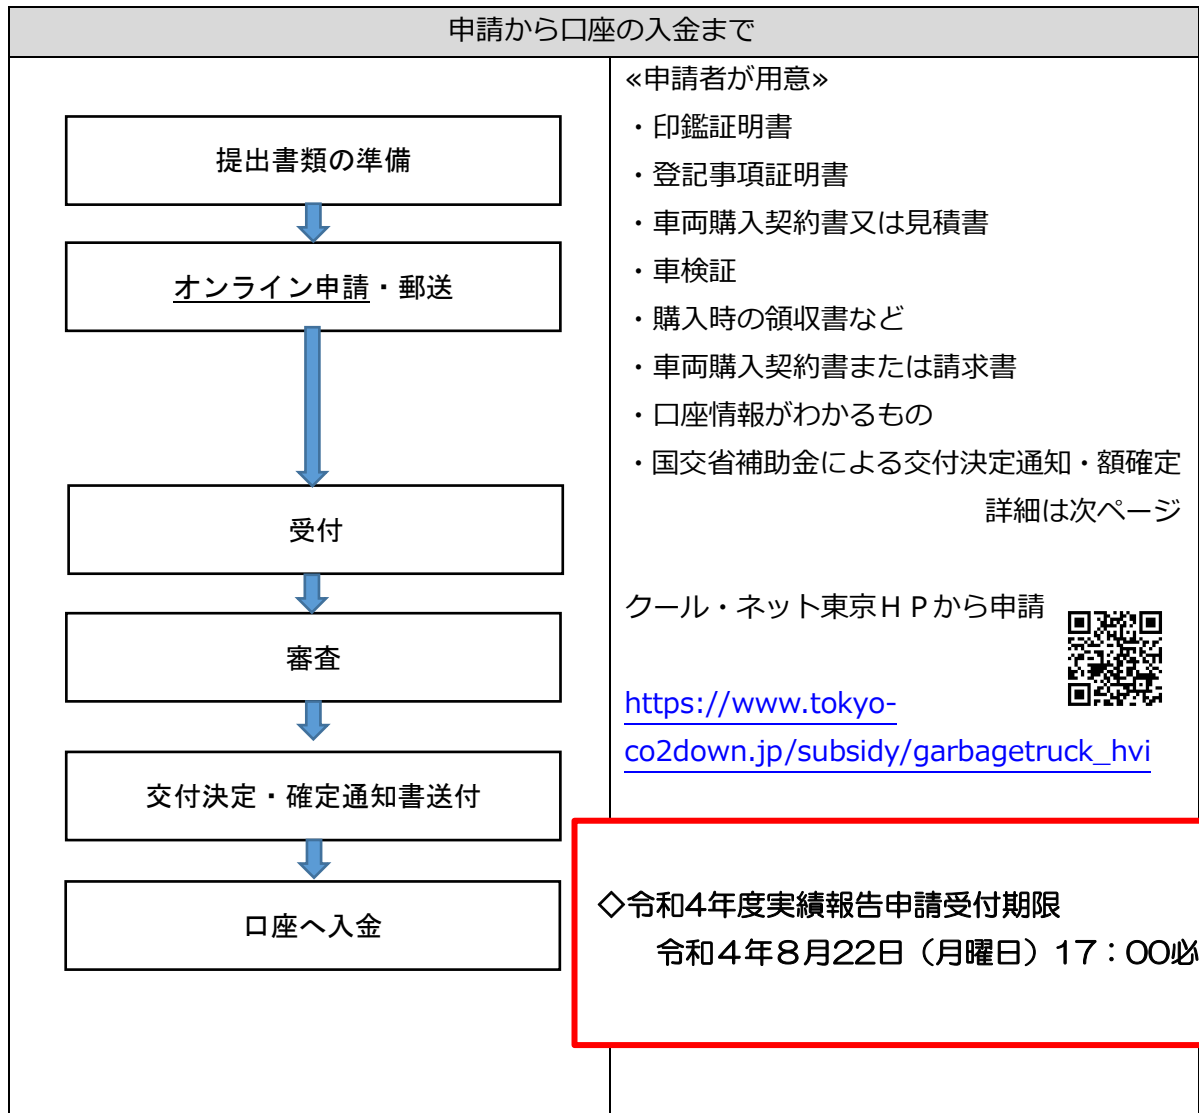 申請から口座の入金まで
提出書類の準備
オンライン申請・郵送
受付
審査
交付決定・確定通知書送付
口座へ入金
≪申請者が用意≫
・印鑑証明書
・登記事項証明書
・車両購入契約書又は見積書
・車検証
・購入時の領収書など
・車両購入契約書または請求書
・口座情報がわかるもの
・国交省補助金による交付決定通知・額確定
詳細は次ページ
クール・ネット東京ＨＰから申請
https://www.tokyo-
co2down.jp/subsidy/garbagetruck_hvi
◇令和4年度実績報告申請受付期限
令和４年８月22日（月曜日）17：00必